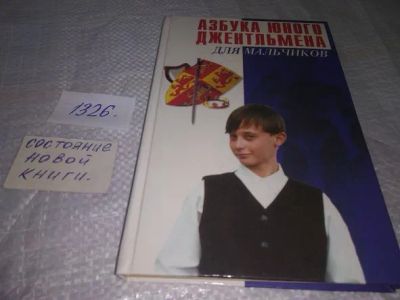 АЗБУКА ЮНОГО
ДЖЕНТЛЬМЕНА
ДЛЯ МАЛЬЧИКОВ
1326.
СОСТОЯНИЕ
НОВОЙ
КНИГИ.